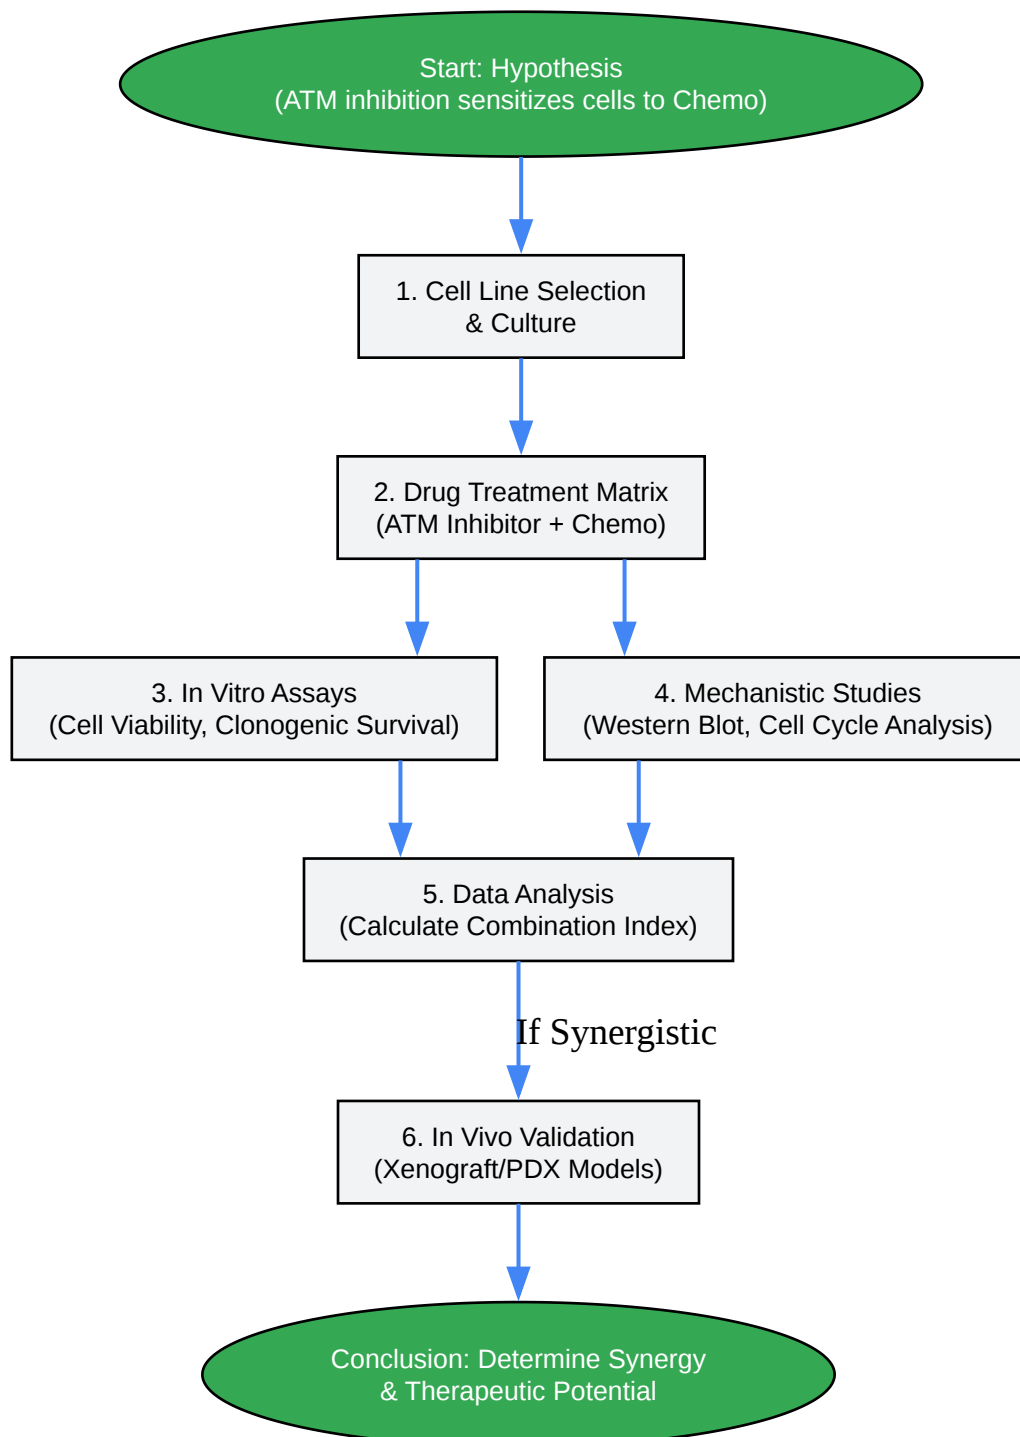 Start: Hypothesis
(ATM inhibition sensitizes cells to Chemo)
1. Cell Line Selection
& Culture
2. Drug Treatment Matrix
(ATM Inhibitor + Chemo)
3. In Vitro Assays
(Cell Viability, Clonogenic Survival)
4. Mechanistic Studies
(Western Blot, Cell Cycle Analysis)
5. Data Analysis
(Calculate Combination Index)
If Synergistic
6. In Vivo Validation
(Xenograft/PDX Models)
Conclusion: Determine Synergy
& Therapeutic Potential